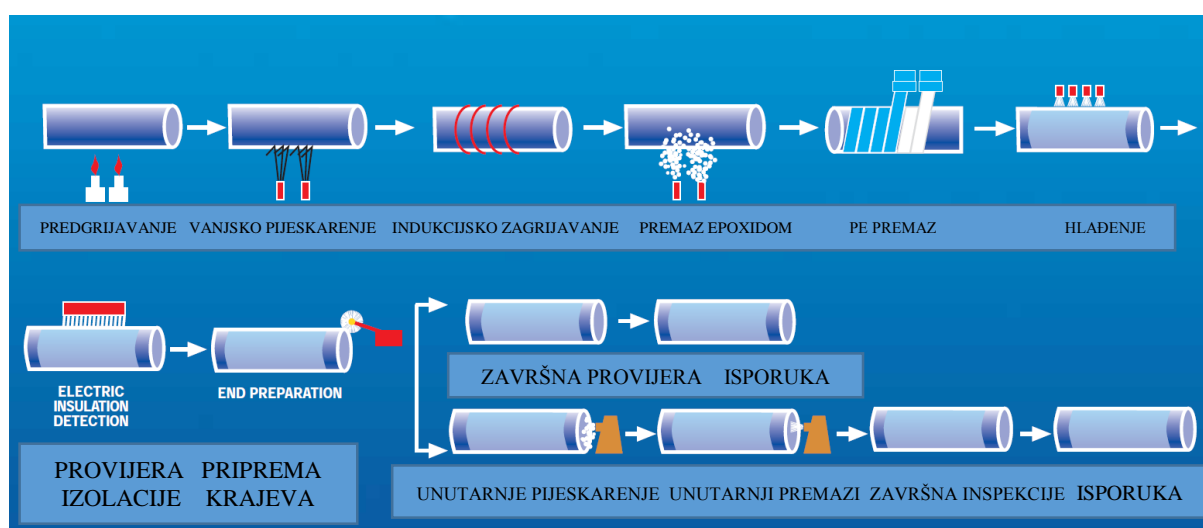 PREDGRIJAVANJE VANJSKO PIJESKARENJE INDUKCIJSKO ZAGRIJAVANJE PREMAZ EPOXIDOM PE PREMAZ HLAĐENJE
ELECTRIC
INSULATION
DETECTION
END PREPARATION
PROVIJERA PRIPREMA
IZOLACIJE KRAJEVA
ZAVRŠNA PROVIJERA ISPORUKA
UNUTARNJE PIJESKARENJE UNUTARNJI PREMAZI ZAVRŠNA INSPEKCIJE ISPORUKA